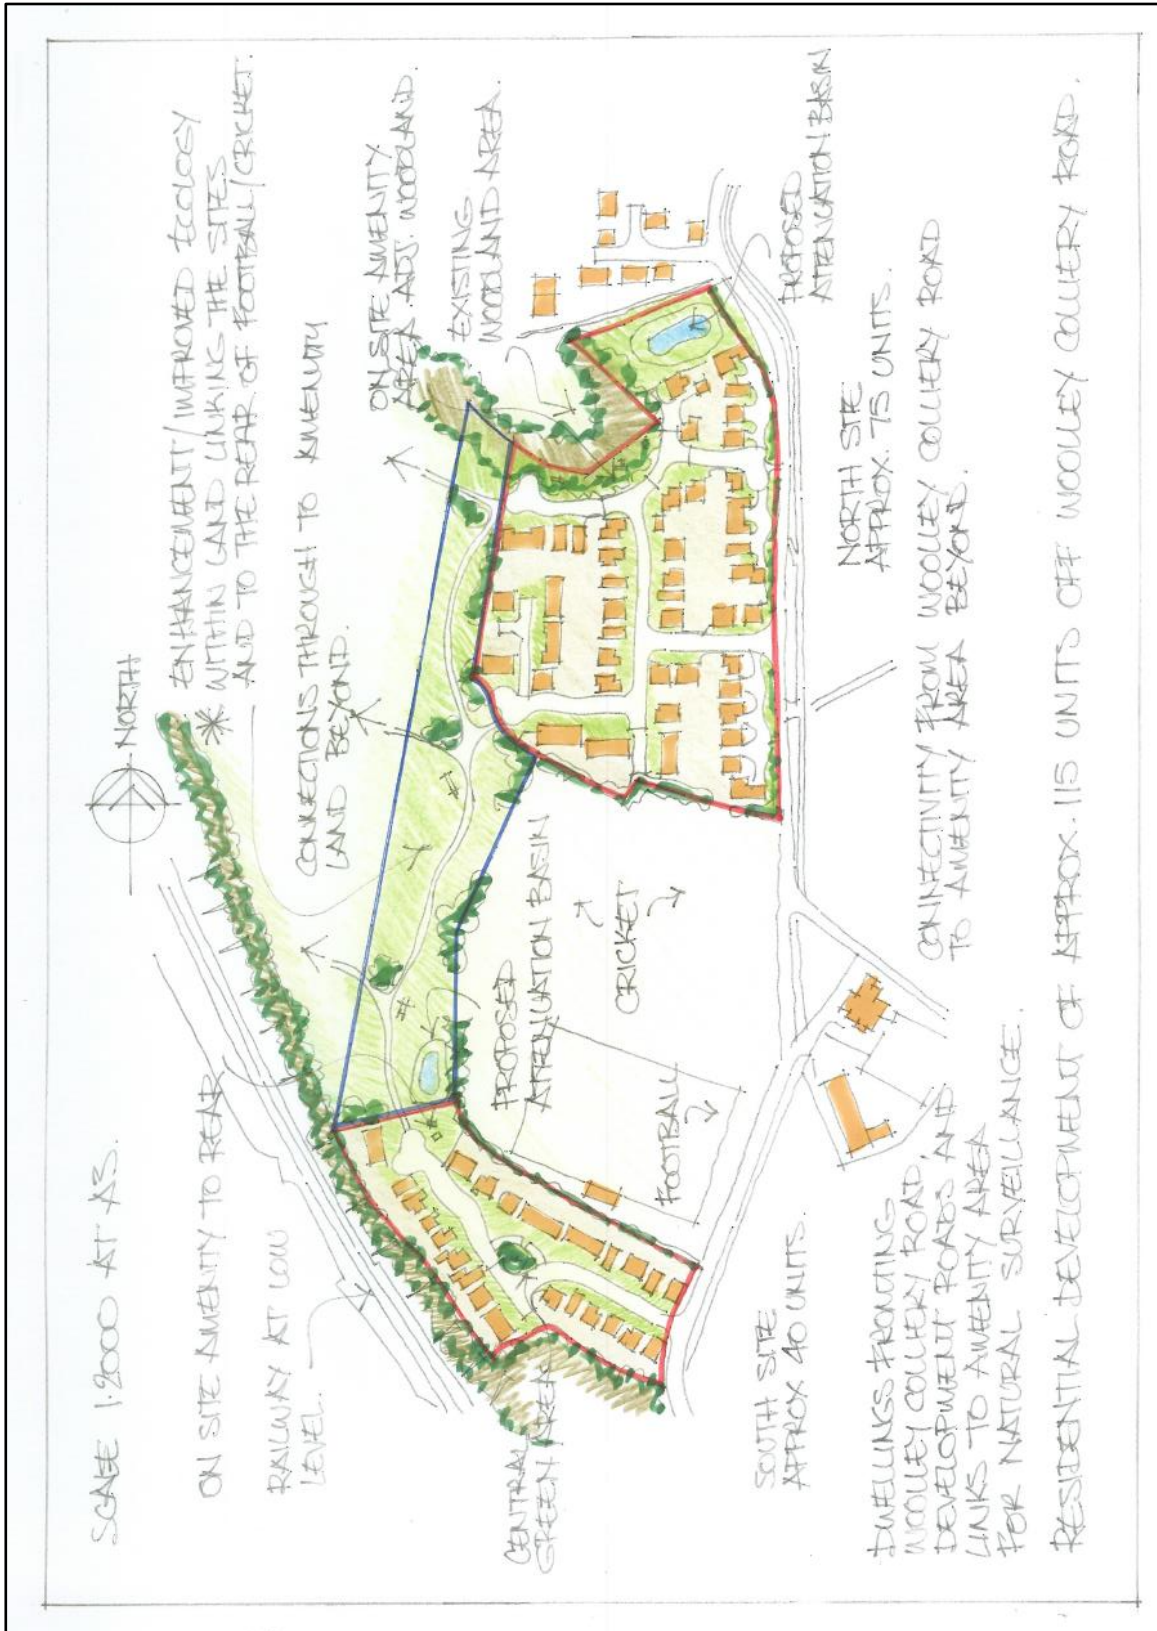 SCALE 1:2000 AT A3.
ON SITE AMENITY TO REAR
RAILWAY AT LOW
LEVEL.
CENTRAL
GREEN AREA
NORTH
ENHANCEMENT/IMPROVED ECOLOGY
WITHIN LAND LINKING THE SITES
AND TO THE REAR OF FOOTBALL/CRICKET.
CONNECTIONS THROUGH TO AMENITY
LAND BEYOND.
ON SITE AMENITY
AREA ADJ. WOODLAND.
EXISTING
WOODLAND AREA.
PROPOSED
ATTENUATION BASIN
CRICKET
FOOTBALL
PROPOSED
ATTENUATION BASIN
SOUTH SITE
APPROX 40 UNITS.
NORTH SITE
APPROX. 75 UNITS.
DWELLINGS FRONTING
WOOLLEY COLLIERY ROAD,
DEVELOPMENT ROADS AND
LINKS TO AMENITY AREA
FOR NATURAL SURVEILLANCE.
CONNECTIVITY FROM WOOLLEY COLLIERY ROAD
TO AMENITY AREA BEYOND.
RESIDENTIAL DEVELOPMENT OF APPROX. 115 UNITS OFF WOOLLEY COLLIERY ROAD.